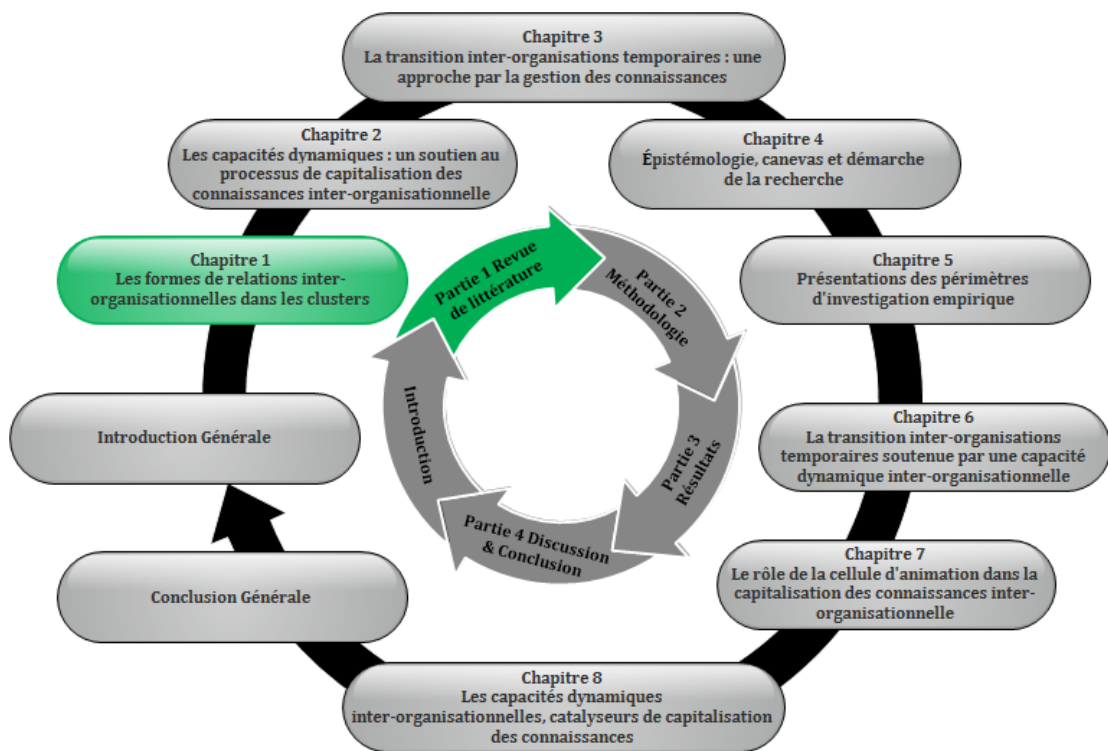 Chapitre 3
La transition inter-organisations temporaires : une
approche par la gestion des connaissances
Chapitre 2
Les capacités dynamiques : un soutien au
processus de capitalisation des
connaissances inter-organisationnelle
Chapitre 4
Épistémologie, canevas et démarche
de la recherche
Chapitre 1
Les formes de relations inter-
organisationnelles dans les clusters
Chapitre 5
Présentations des périmètres
d'investigation empirique
Partie 1 Revue
de littérature
Partie 2
Méthodologie
Introduction
Partie 3
Résultats
Partie 4 Discussion
& Conclusion
Introduction Générale
Chapitre 6
La transition inter-organisations
temporaires soutenue par une capacité
dynamique inter-organisationnelle
Conclusion Générale
Chapitre 7
Le rôle de la cellule d'animation dans la
capitalisation des connaissances inter-
organisationnelle
Chapitre 8
Les capacités dynamiques
inter-organisationnelles, catalyseurs de capitalisation
des connaissances